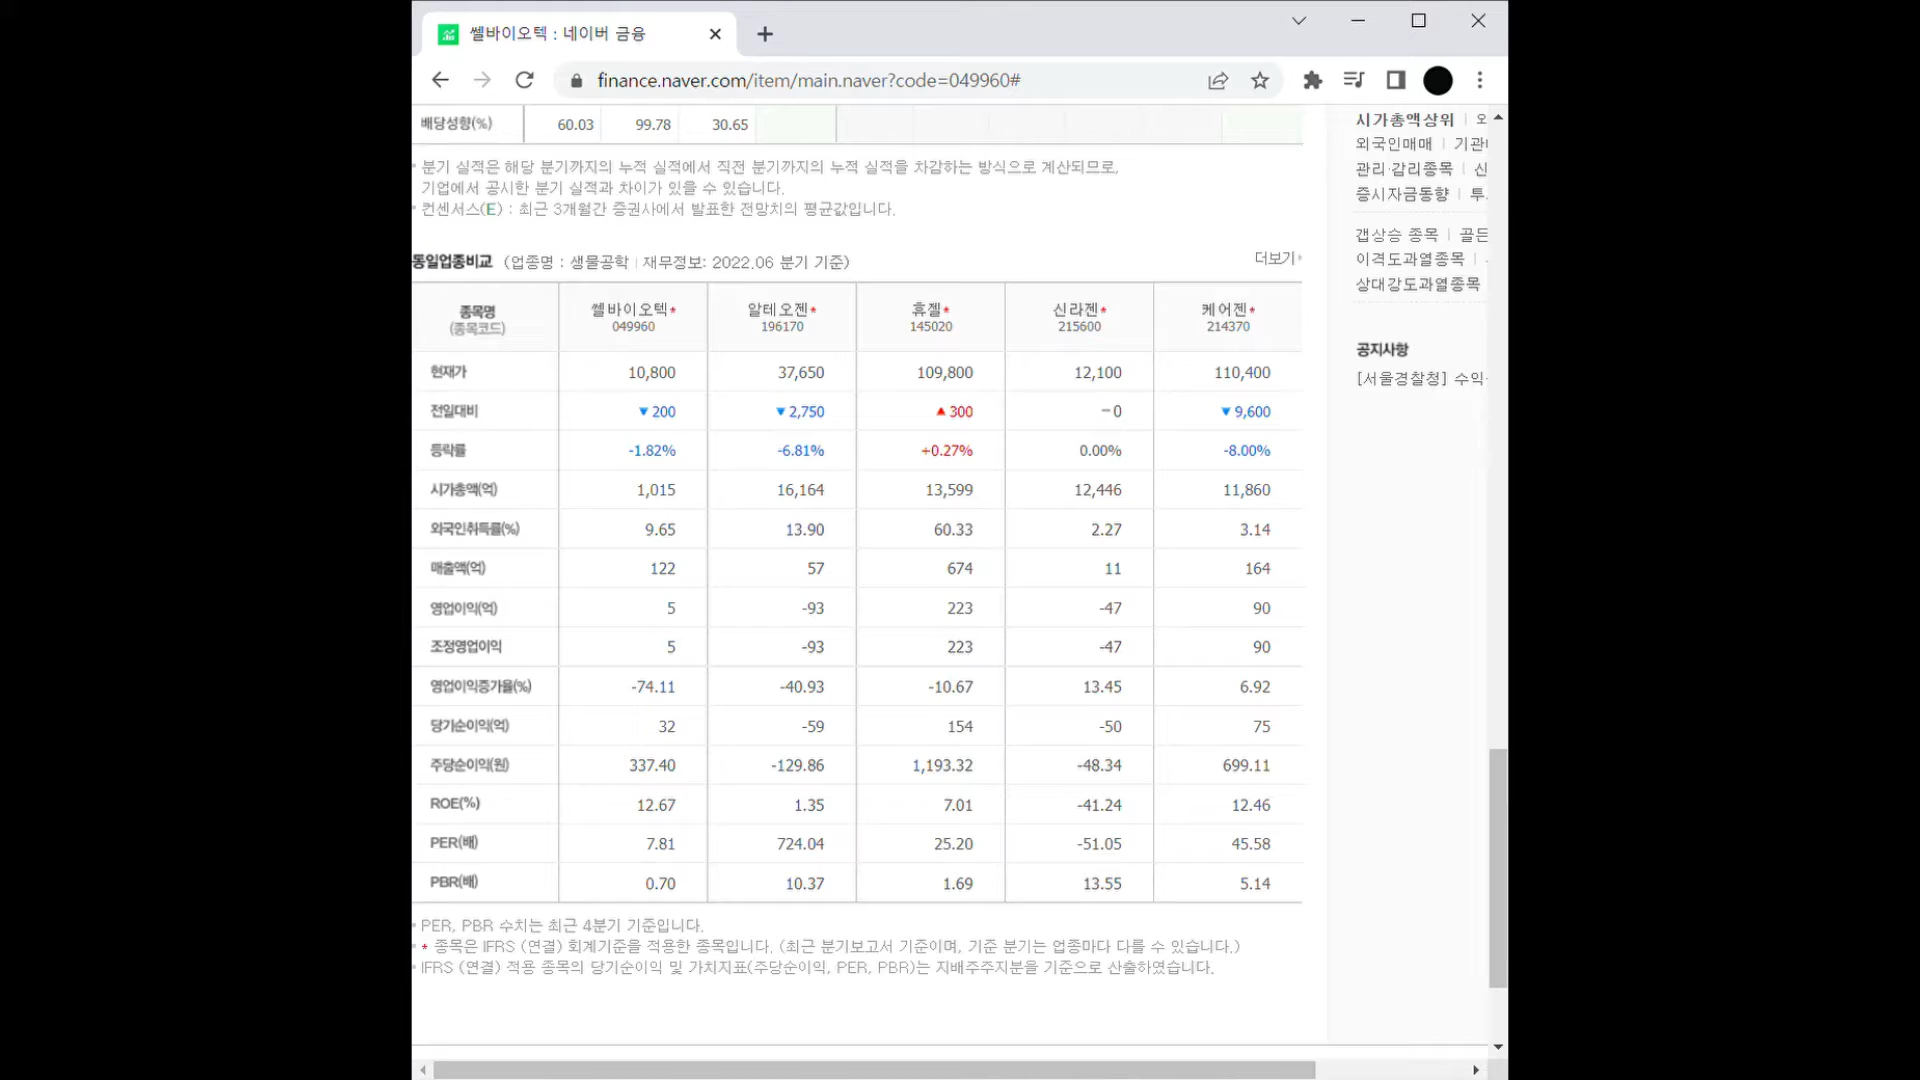 쎌바이오텍 : 네이버 금융
finance.naver.com/item/main.naver?code=049960#
배당성향(%) 60.03 99.78 30.65
시가총액상위
외국인매매 기관
관리·감리종목 신
증시자금동향 투
갭상승 종목 골든
이격도과열종목
상대강도과열종목
공지사항
[서울경찰청] 수익
분기 실적은 해당 분기까지의 누적 실적에서 직전 분기까지의 누적 실적을 차감하는 방식으로 계산되므로,
기업에서 공시한 분기 실적과 차이가 있을 수 있습니다.
컨센서스(E) : 최근 3개월간 증권사에서 발표한 전망치의 평균값입니다.
동일업종비교 (업종명 : 생물공학 | 재무정보: 2022.06 분기 기준) 더보기
종목명 쎌바이오텍* 알테오젠* 휴젤* 신라젠* 케어젠*
(종목코드) 049960 196170 145020 215600 214370
현재가 10,800 37,650 109,800 12,100 110,400
전일대비 ▼200 ▼2,750 ▲300 −0 ▼9,600
등락률 -1.82% -6.81% +0.27% 0.00% -8.00%
시가총액(억) 1,015 16,164 13,599 12,446 11,860
외국인취득률(%) 9.65 13.90 60.33 2.27 3.14
매출액(억) 122 57 674 11 164
영업이익(억) 5 -93 223 -47 90
조정영업이익 5 -93 223 -47 90
영업이익증가율(%) -74.11 -40.93 -10.67 13.45 6.92
당기순이익(억) 32 -59 154 -50 75
주당순이익(원) 337.40 -129.86 1,193.32 -48.34 699.11
ROE(%) 12.67 1.35 7.01 -41.24 12.46
PER(배) 7.81 724.04 25.20 -51.05 45.58
PBR(배) 0.70 10.37 1.69 13.55 5.14
PER, PBR 수치는 최근 4분기 기준입니다.
* 종목은 IFRS (연결) 회계기준을 적용한 종목입니다. (최근 분기보고서 기준이며, 기준 분기는 업종마다 다를 수 있습니다.)
IFRS (연결) 적용 종목의 당기순이익 및 가치지표(주당순이익, PER, PBR)는 지배주주지분을 기준으로 산출하였습니다.